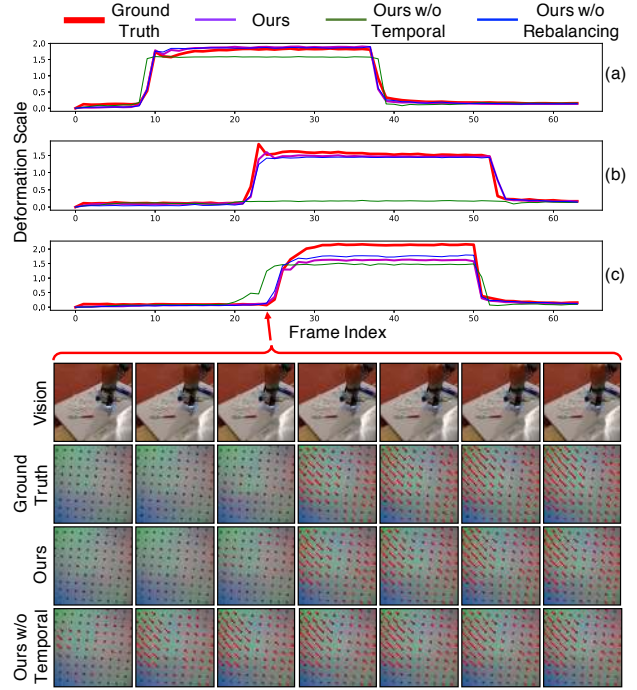 Ground Truth
Ours
Ours w/o Temporal
Ours w/o Rebalancing
Deformation Scale
2.0
1.5
1.0
0.5
0.0
0 10 20 30 40 50 60
(a)
1.5
1.0
0.5
0.0
0 10 20 30 40 50 60
(b)
2.0
1.5
1.0
0.5
0.0
0 10 20 30 40 50 60
(c)
Frame Index
Vision
Ground Truth
Ours
Ours w/o Temporal